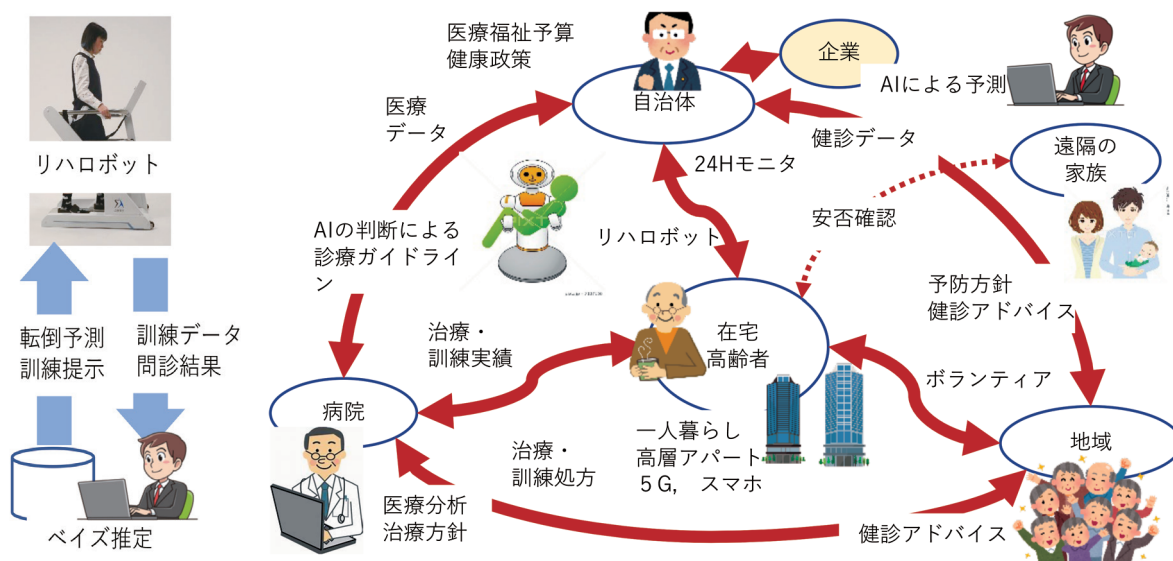 リハロボット
転倒予測
訓練提示
訓練データ
問診結果
ベイズ推定
医療福祉予算
健康政策
自治体
企業
AIによる予測
医療
データ
健診データ
24Hモニタ
遠隔の
家族
安否確認
AIの判断による
診療ガイドライ
ン
リハロボット
予防方針
健診アドバイス
治療・
訓練実績
在宅
高齢者
ボランティア
病院
一人暮らし
高層アパート
５G， スマホ
地域
治療・
訓練処方
医療分析
治療方針
健診アドバイス